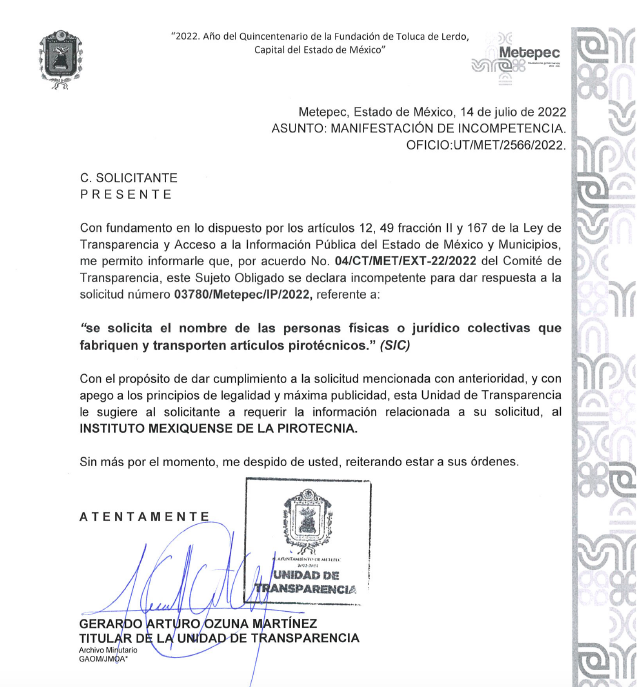 "2022. Año del Quincentenario de la Fundación de Toluca de Lerdo,
Capital del Estado de México"
Metepec
Metepec, Estado de México, 14 de julio de 2022
ASUNTO: MANIFESTACIÓN DE INCOMPETENCIA.
OFICIO:UT/MET/2566/2022.
C. SOLICITANTE
P R E S E N T E
Con fundamento en lo dispuesto por los artículos 12, 49 fracción II y 167 de la Ley de
Transparencia y Acceso a la Información Pública del Estado de México y Municipios,
me permito informarle que, por acuerdo No. 04/CT/MET/EXT-22/2022 del Comité de
Transparencia, este Sujeto Obligado se declara incompetente para dar respuesta a la
solicitud número 03780/Metepec/IP/2022, referente a:
"se solicita el nombre de las personas físicas o jurídico colectivas que
fabriquen y transporten artículos pirotécnicos." (SIC)
Con el propósito de dar cumplimiento a la solicitud mencionada con anterioridad, y con
apego a los principios de legalidad y máxima publicidad, esta Unidad de Transparencia
le sugiere al solicitante a requerir la información relacionada a su solicitud, al
INSTITUTO MEXIQUENSE DE LA PIROTECNIA.
Sin más por el momento, me despido de usted, reiterando estar a sus órdenes.
A T E N T A M E N T E
AYUNTAMIENTO DE METEPEC
2022-2024
UNIDAD DE
TRANSPARENCIA
GERARDO ARTURO OZUNA MARTÍNEZ
TITULAR DE LA UNIDAD DE TRANSPARENCIA
Archivo Minutario
GAOM/JMOA*